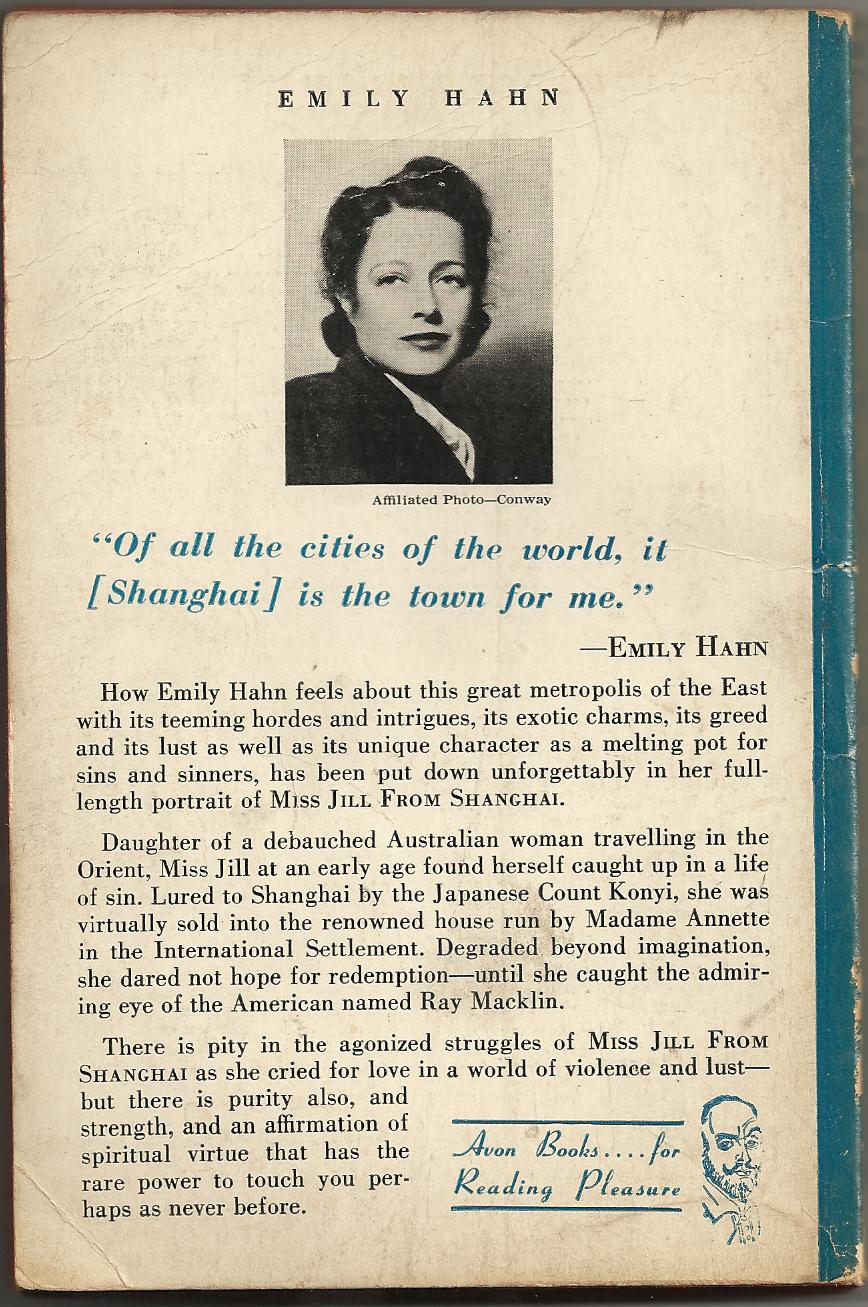 EMILY HAHN
Affiliated Photo—Conway
“Of all the cities of the world, it
[Shanghai] is the town for me.”
—EMILY HAHN
How Emily Hahn feels about this great metropolis of the East
with its teeming hordes and intrigues, its exotic charms, its greed
and its lust as well as its unique character as a melting pot for
sins and sinners, has been put down unforgettably in her full-
length portrait of MISS JILL FROM SHANGHAI.
Daughter of a debauched Australian woman travelling in the
Orient, Miss Jill at an early age found herself caught up in a life
of sin. Lured to Shanghai by the Japanese Count Konyi, she was
virtually sold into the renowned house run by Madame Annette
in the International Settlement. Degraded beyond imagination,
she dared not hope for redemption—until she caught the admir-
ing eye of the American named Ray Macklin.
There is pity in the agonized struggles of MISS JILL FROM
SHANGHAI as she cried for love in a world of violence and lust—
but there is purity also, and
strength, and an affirmation of
spiritual virtue that has the
rare power to touch you per-
haps as never before.
Avon Books....for
Reading Pleasure